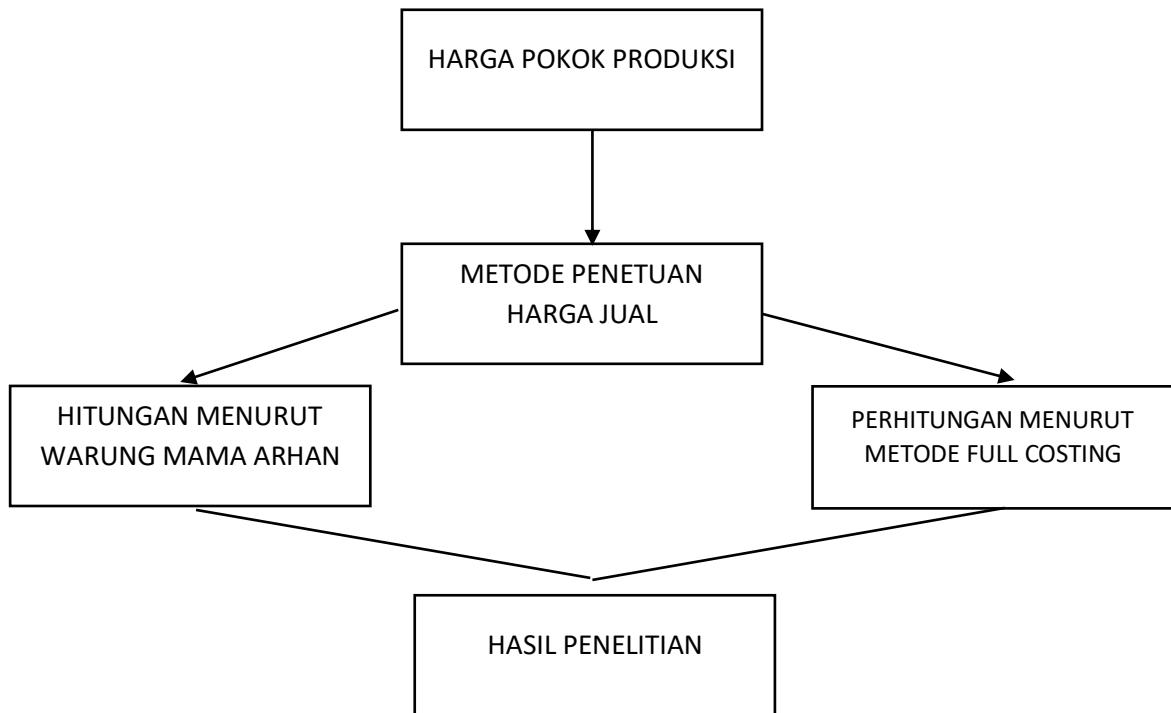 HARGA POKOK PRODUKSI
METODE PENETUAN
HARGA JUAL
HITUNGAN MENURUT
WARUNG MAMA ARHAN
PERHITUNGAN MENURUT
METODE FULL COSTING
HASIL PENELITIAN